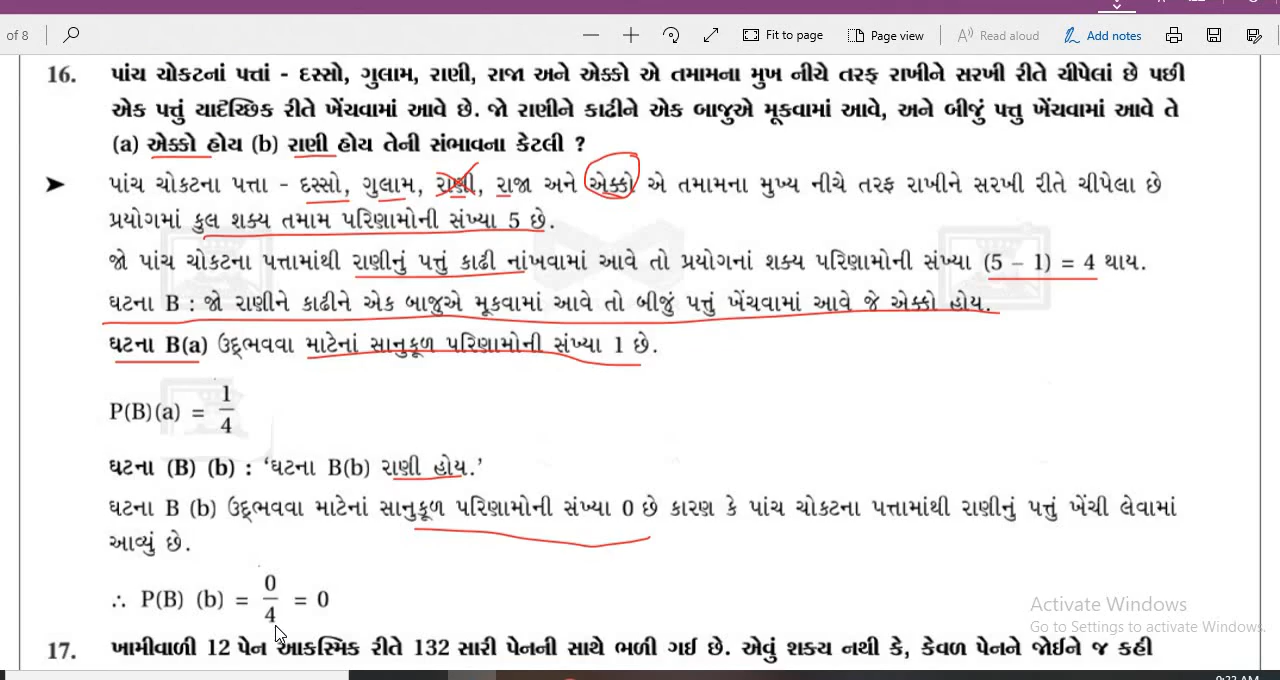 of 8
Fit to page
Page view
Read aloud
Add notes
16. પાંચ ચોકટનાં પત્તાં - દસ્સો, ગુલામ, રાણી, રાજા અને એક્કો એ તમામના મુખ નીચે તરફ રાખીને સરખી રીતે ચીપેલાં છે પછી
એક પત્તું યાદૃચ્છિક રીતે ખેંચવામાં આવે છે. જો રાણીને કાઢીને એક બાજુએ મૂકવામાં આવે, અને બીજું પત્તુ ખેંચવામાં આવે તે
(a) એક્કો હોય (b) રાણી હોય તેની સંભાવના કેટલી ?
➤ પાંચ ચોકટના પત્તા - દસ્સો, ગુલામ, રાણી, રાજા અને એક્કો એ તમામના મુખ્ય નીચે તરફ રાખીને સરખી રીતે ચીપેલા છે
પ્રયોગમાં કુલ શક્ય તમામ પરિણામોની સંખ્યા 5 છે.
જો પાંચ ચોકટના પત્તામાંથી રાણીનું પત્તું કાઢી નાંખવામાં આવે તો પ્રયોગનાં શક્ય પરિણામોની સંખ્યા (5 – 1) = 4 થાય.
ઘટના B : જો રાણીને કાઢીને એક બાજુએ મૂકવામાં આવે તો બીજું પત્તું ખેંચવામાં આવે જે એક્કો હોય.
ઘટના B(a) ઉદ્ભવવા માટેનાં સાનુકૂળ પરિણામોની સંખ્યા 1 છે.
P(B)(a) = 1/4
ઘટના (B) (b) : ‘ઘટના B(b) રાણી હોય.’
ઘટના B (b) ઉદ્ભવવા માટેનાં સાનુકૂળ પરિણામોની સંખ્યા 0 છે કારણ કે પાંચ ચોકટના પત્તામાંથી રાણીનું પત્તું ખેંચી લેવામાં
આવ્યું છે.
∴ P(B) (b) = 0/4 = 0
Activate Windows
Go to Settings to activate Windows.
17. ખામીવાળી 12 પેન આકસ્મિક રીતે 132 સારી પેનની સાથે ભળી ગઈ છે. એવું શક્ય નથી કે, કેવળ પેનને જોઈને જ કહી